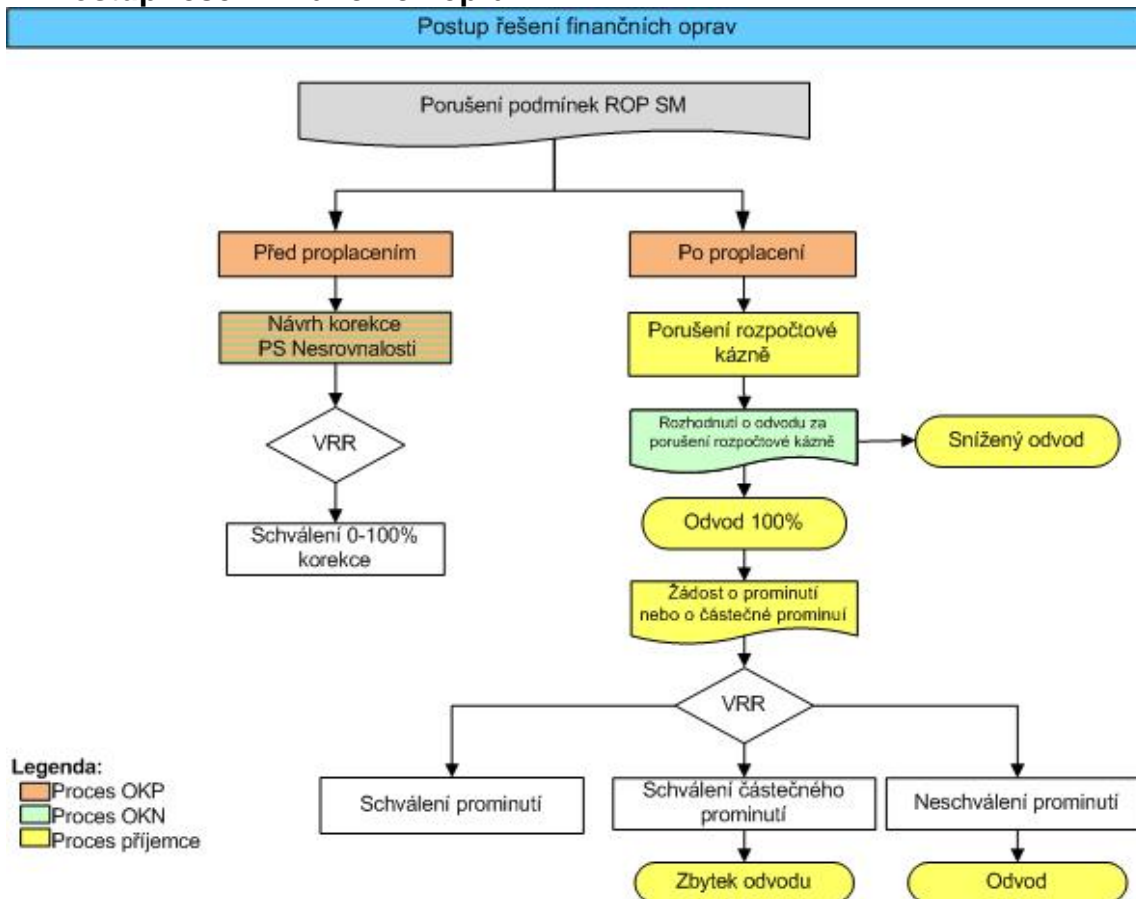 Postup řešení finančních oprav
Porušení podmínek ROP SM
Před proplacením
Po proplacení
Návrh korekce
PS Nesrovnalosti
Porušení rozpočtové
kázně
VRR
Rozhodnutí o odvodu za
porušení rozpočtové kázně
Snížený odvod
Schválení 0-100%
korekce
Odvod 100%
Žádost o prominutí
nebo o částečné prominuí
VRR
Legenda:
Proces OKP
Proces OKN
Proces příjemce
Schválení prominutí
Schválení částečného
prominutí
Neschválení prominutí
Zbytek odvodu
Odvod